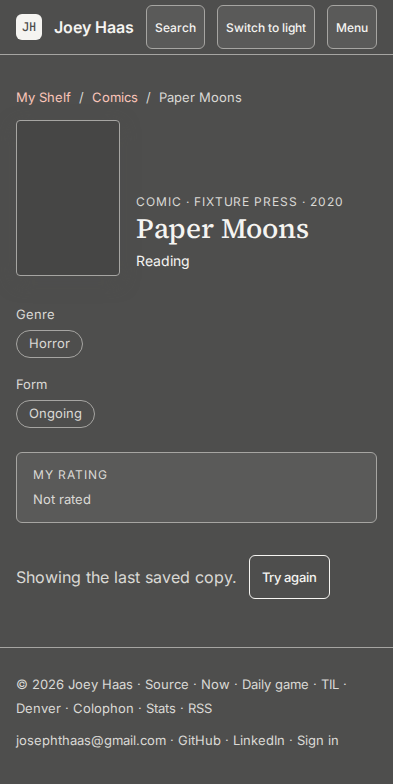 JH Joey Haas Search Switch to light Menu
My Shelf / Comics / Paper Moons
COMIC · FIXTURE PRESS · 2020
Paper Moons
Reading
Genre
Horror
Form
Ongoing
MY RATING
Not rated
Showing the last saved copy. Try again
© 2026 Joey Haas · Source · Now · Daily game · TIL ·
Denver · Colophon · Stats · RSS
josephthaas@gmail.com · GitHub · LinkedIn · Sign in